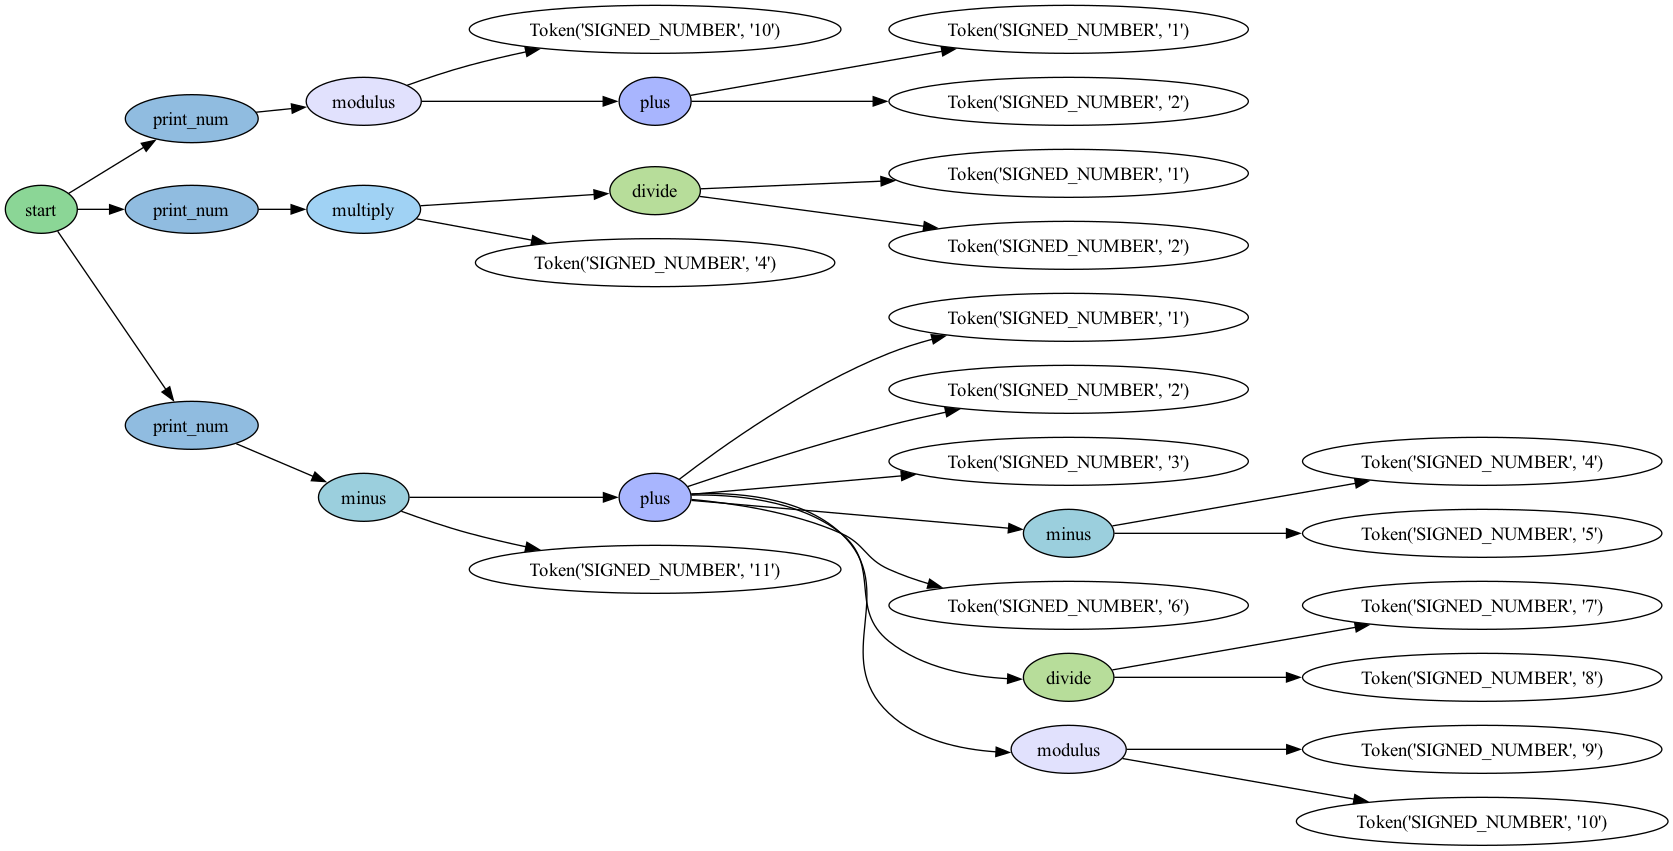 start
print_num
modulus
Token('SIGNED_NUMBER', '10')
plus
Token('SIGNED_NUMBER', '1')
Token('SIGNED_NUMBER', '2')
print_num
multiply
divide
Token('SIGNED_NUMBER', '1')
Token('SIGNED_NUMBER', '2')
Token('SIGNED_NUMBER', '4')
print_num
minus
plus
Token('SIGNED_NUMBER', '1')
Token('SIGNED_NUMBER', '2')
Token('SIGNED_NUMBER', '3')
minus
Token('SIGNED_NUMBER', '4')
Token('SIGNED_NUMBER', '5')
Token('SIGNED_NUMBER', '6')
divide
Token('SIGNED_NUMBER', '7')
Token('SIGNED_NUMBER', '8')
modulus
Token('SIGNED_NUMBER', '9')
Token('SIGNED_NUMBER', '10')
Token('SIGNED_NUMBER', '11')